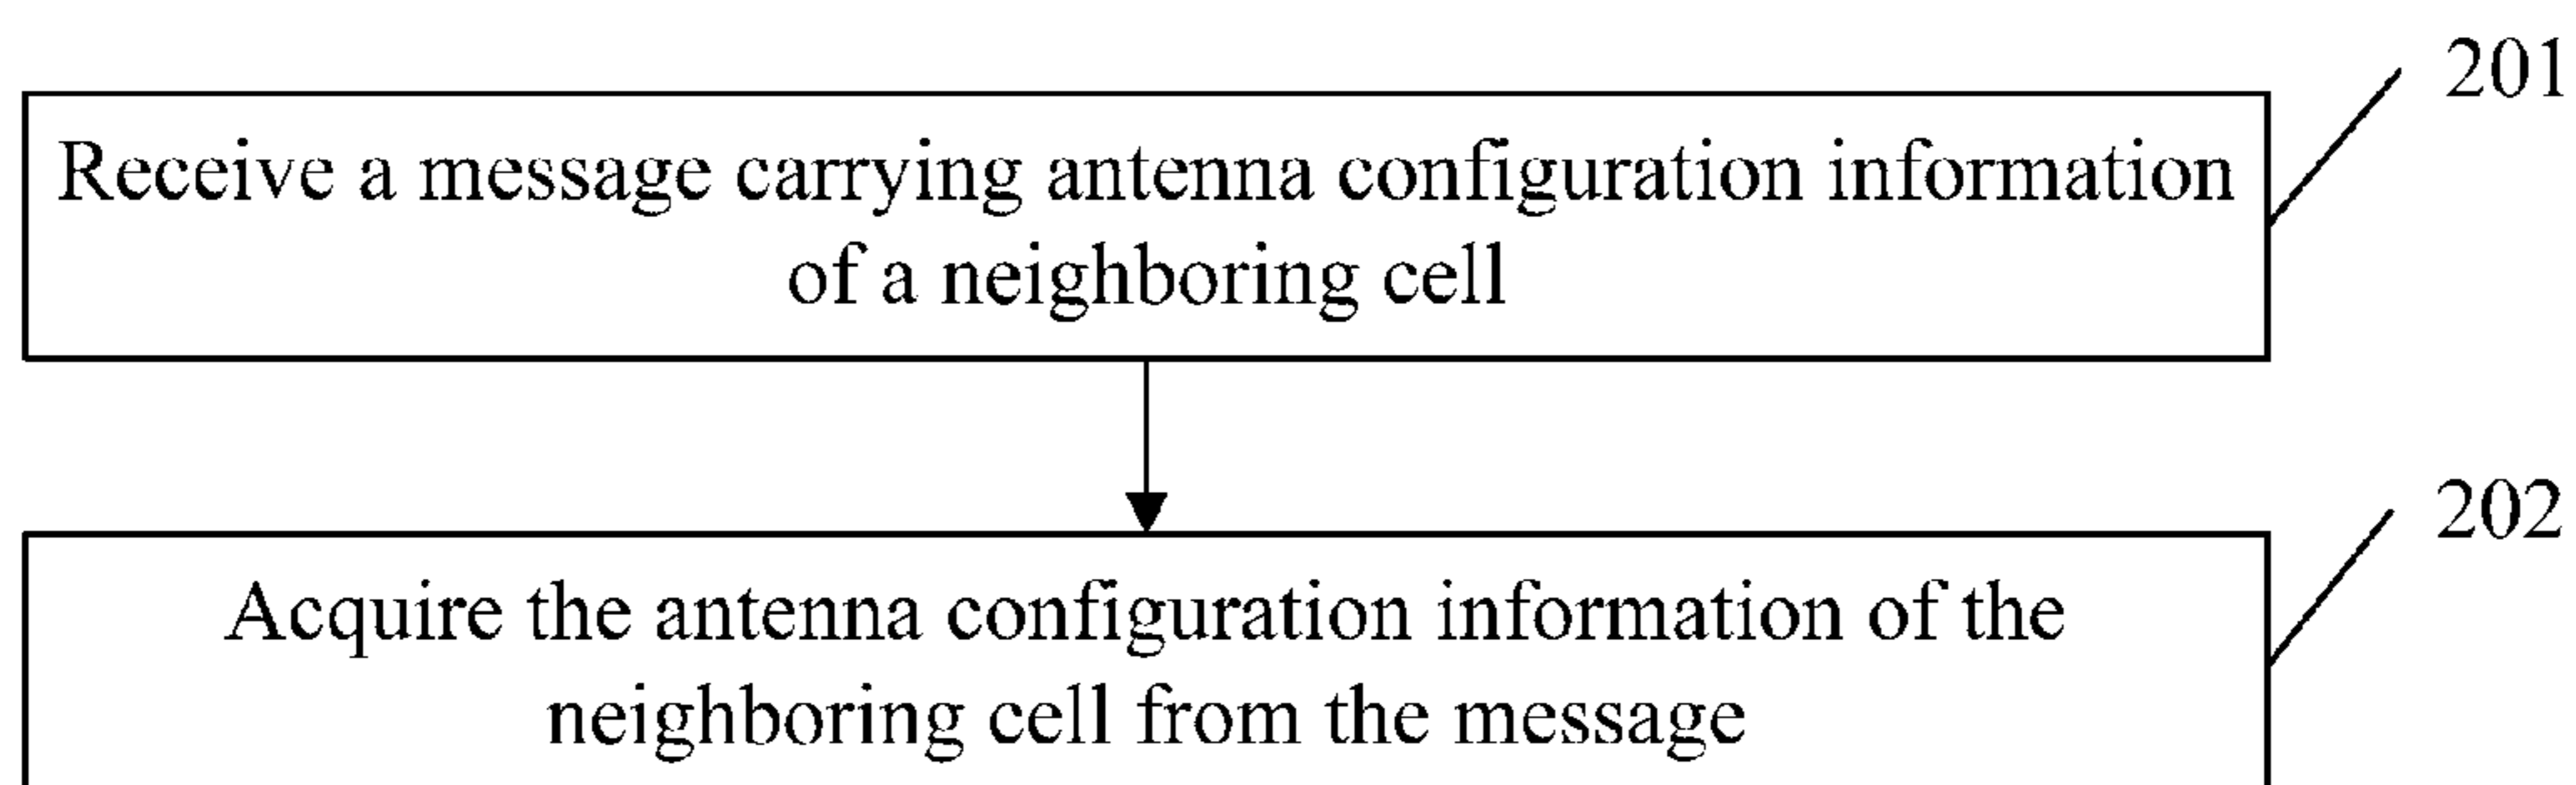 201
Receive a message carrying antenna configuration information
of a neighboring cell
202
Acquire the antenna configuration information of the
neighboring cell from the message